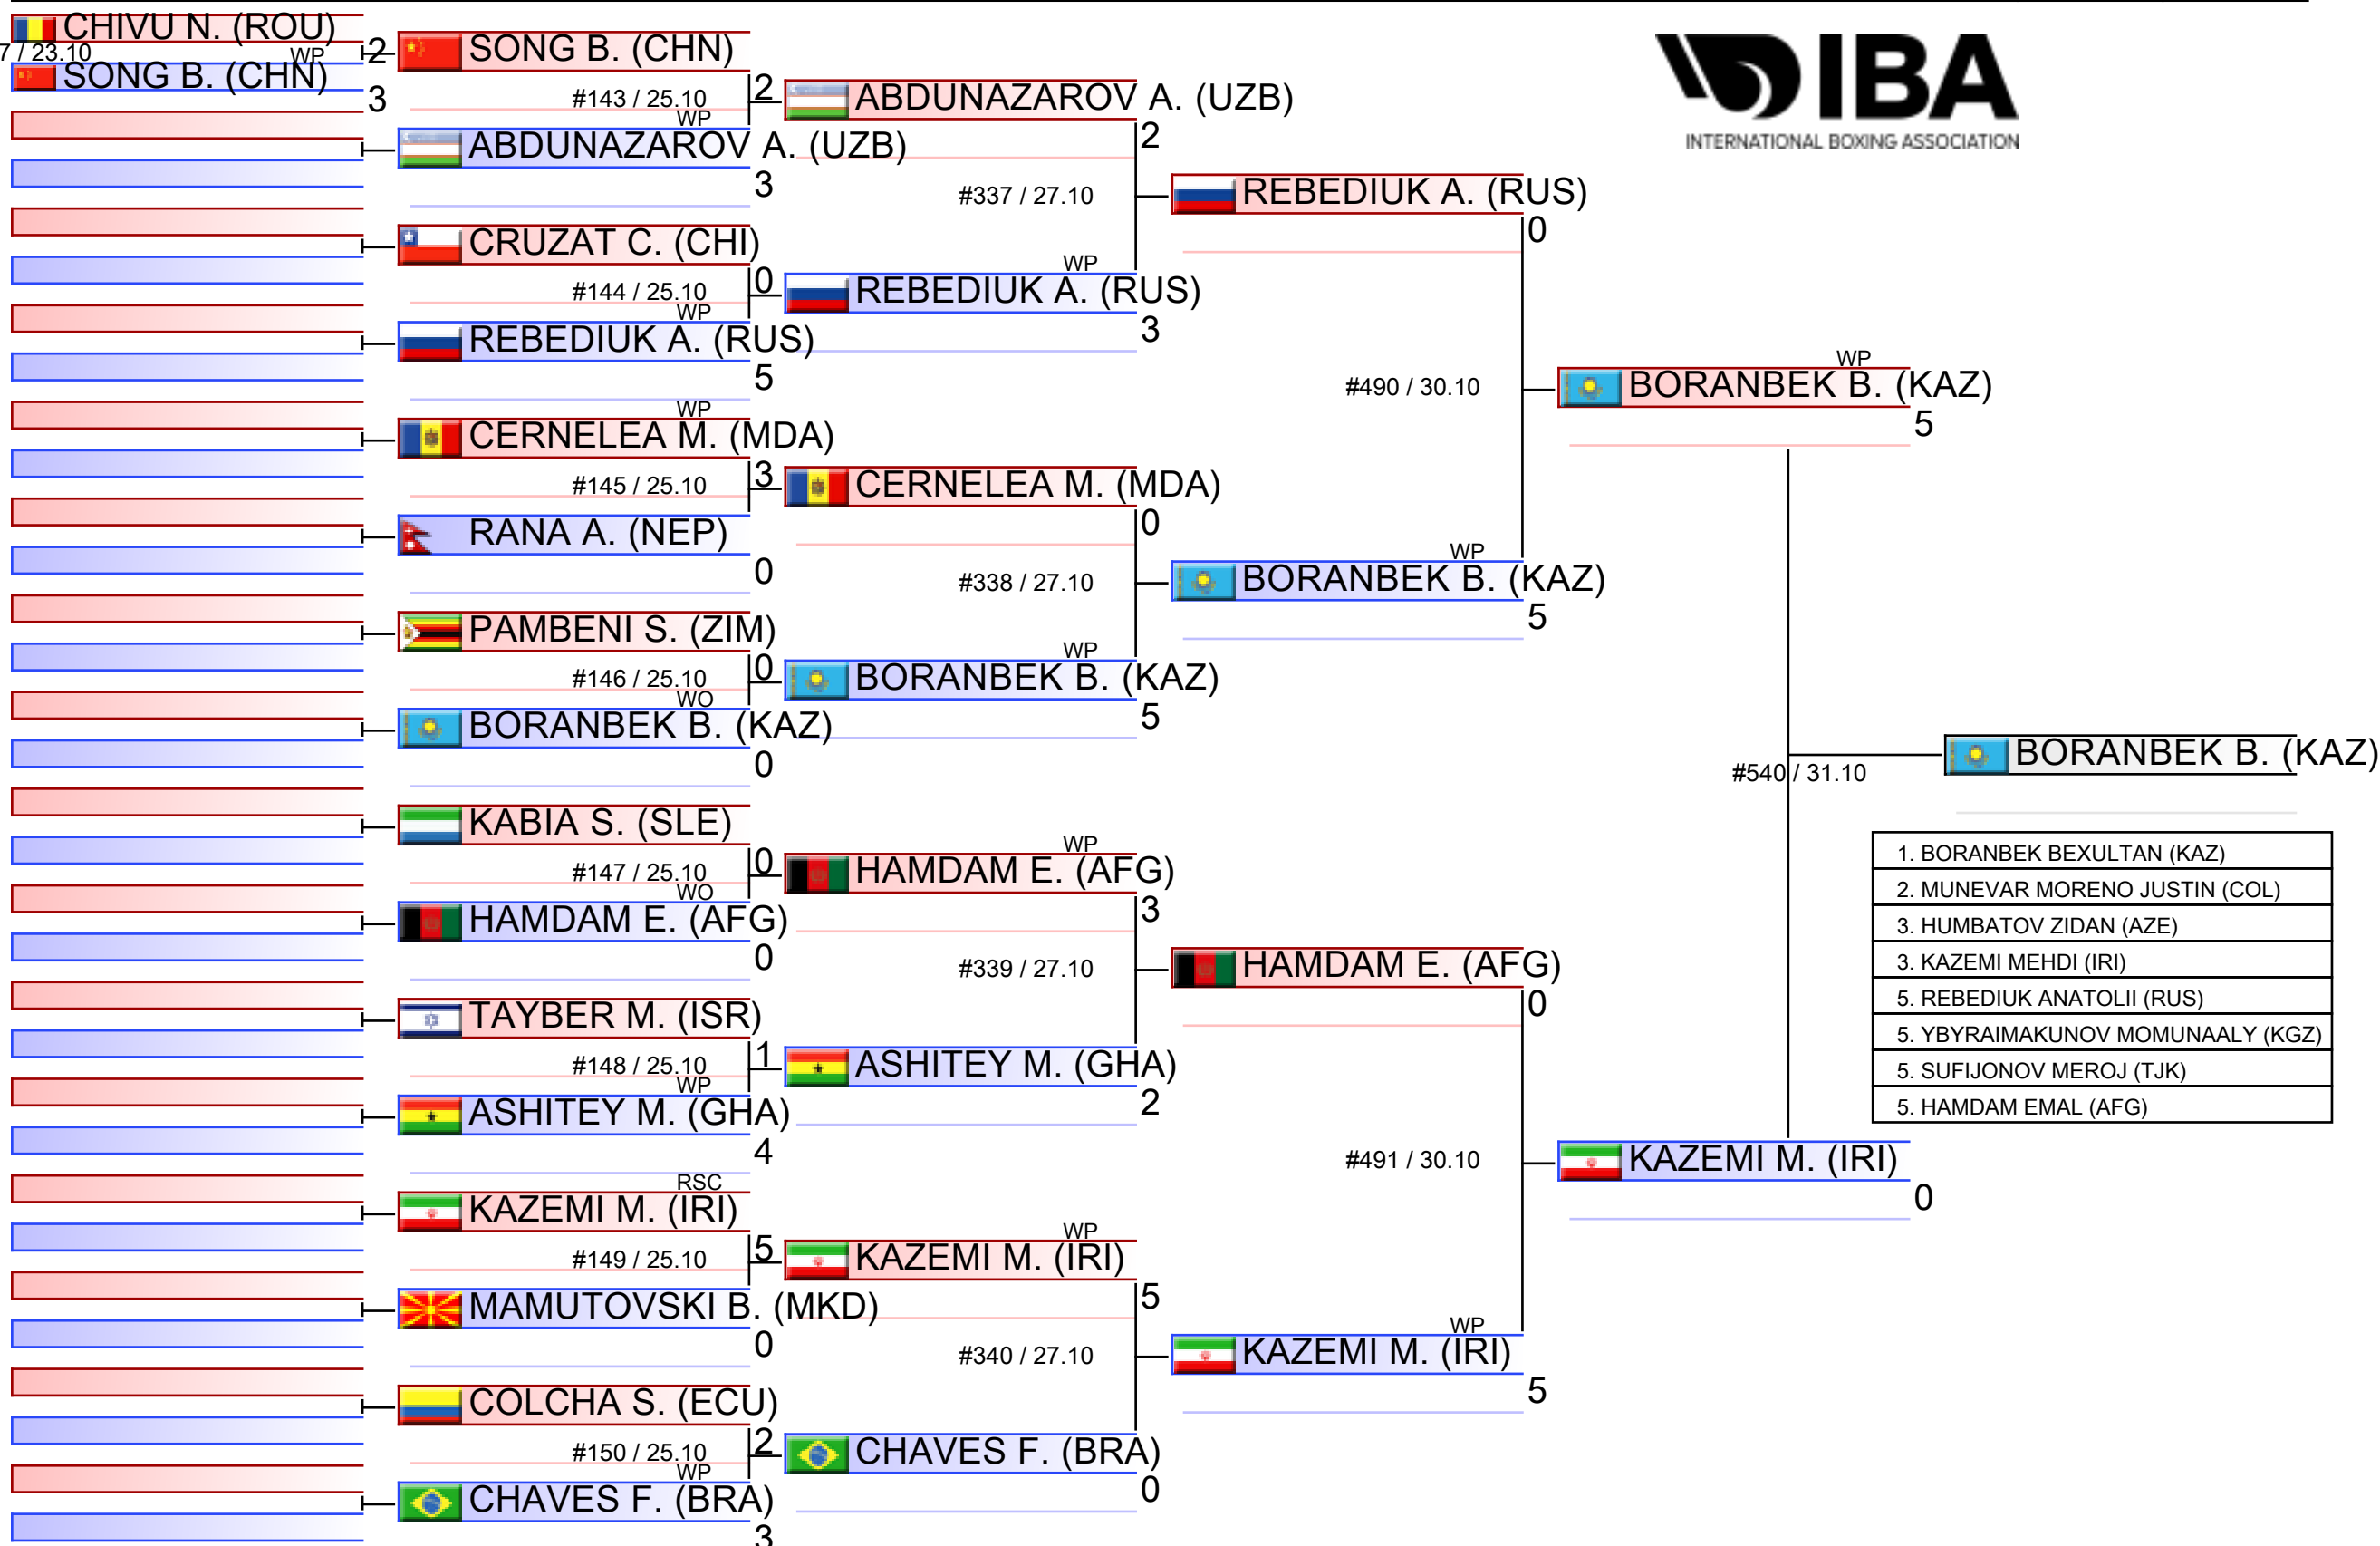 CHIVU N. (ROU)
7 / 23.10
WP
2
SONG B. (CHN)
3
SONG B. (CHN)
2
#143 / 25.10
WP
ABDUNAZAROV A. (UZB)
3
CRUZAT C. (CHI)
0
#144 / 25.10
WP
REBEDIUK A. (RUS)
5
WP
CERNELEA M. (MDA)
3
#145 / 25.10
RANA A. (NEP)
0
PAMBENI S. (ZIM)
0
#146 / 25.10
WO
BORANBEK B. (KAZ)
0
KABIA S. (SLE)
0
#147 / 25.10
WO
HAMDAM E. (AFG)
0
TAYBER M. (ISR)
1
#148 / 25.10
WP
ASHITEY M. (GHA)
4
RSC
KAZEMI M. (IRI)
5
#149 / 25.10
MAMUTOVSKI B. (MKD)
0
COLCHA S. (ECU)
2
#150 / 25.10
WP
CHAVES F. (BRA)
3
ABDUNAZAROV A. (UZB)
2
#337 / 27.10
WP
REBEDIUK A. (RUS)
3
CERNELEA M. (MDA)
0
#338 / 27.10
WP
BORANBEK B. (KAZ)
5
WP
HAMDAM E. (AFG)
3
#339 / 27.10
ASHITEY M. (GHA)
2
WP
KAZEMI M. (IRI)
5
#340 / 27.10
CHAVES F. (BRA)
0
REBEDIUK A. (RUS)
0
#490 / 30.10
WP
BORANBEK B. (KAZ)
5
HAMDAM E. (AFG)
0
#491 / 30.10
WP
KAZEMI M. (IRI)
5
WP
BORANBEK B. (KAZ)
5
#540 / 31.10
KAZEMI M. (IRI)
0
BORANBEK B. (KAZ)
IBA
INTERNATIONAL BOXING ASSOCIATION
1. BORANBEK BEXULTAN (KAZ)
2. MUNEVAR MORENO JUSTIN (COL)
3. HUMBATOV ZIDAN (AZE)
3. KAZEMI MEHDI (IRI)
5. REBEDIUK ANATOLII (RUS)
5. YBYRAIMAKUNOV MOMUNAALY (KGZ)
5. SUFIJONOV MEROJ (TJK)
5. HAMDAM EMAL (AFG)